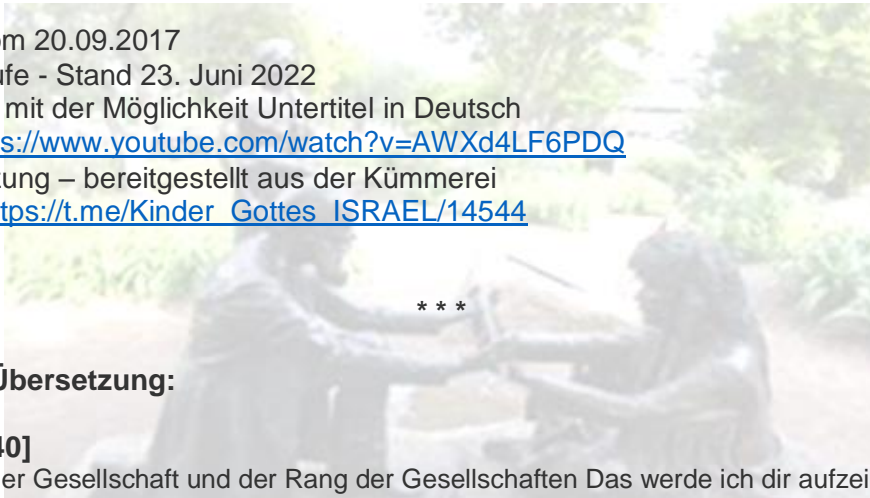 om 20.09.2017
ufe - Stand 23. Juni 2022
mit der Möglichkeit Untertitel in Deutsch
s://www.youtube.com/watch?v=AWXd4LF6PDQ
zung – bereitgestellt aus der Kümmerei
ttps://t.me/Kinder_Gottes_ISRAEL/14544
* * *
Übersetzung:
40]
er Gesellschaft und der Rang der Gesellschaften Das werde ich dir aufzei